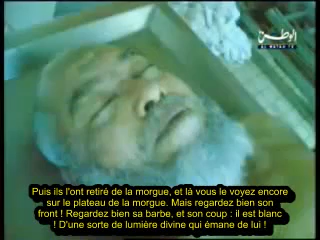 الوطن
AL WATAN TV
Puis ils l'ont retiré de la morgue, et là vous le voyez encore
sur le plateau de la morgue. Mais regardez bien son
front ! Regardez bien sa barbe, et son coup : il est blanc
! D'une sorte de lumière divine qui émane de lui !